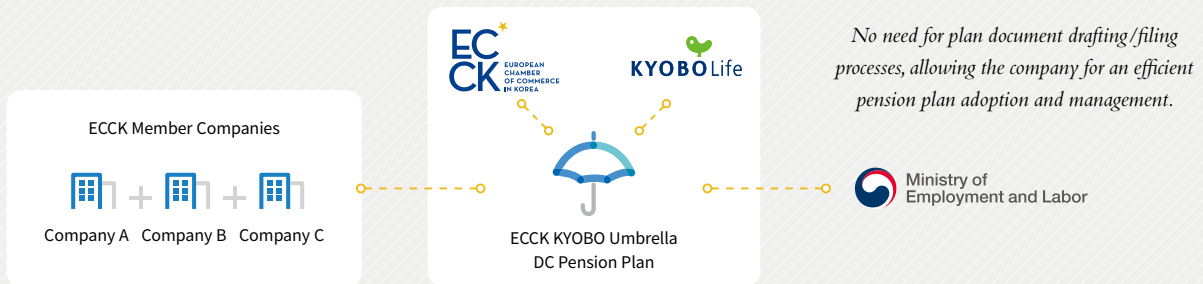 ECCK Member Companies
Company A Company B Company C
EC
CK
EUROPEAN
CHAMBER
OF COMMERCE
IN KOREA
KYOBO Life
ECCK KYOBO Umbrella
DC Pension Plan
No need for plan document drafting/filing
processes, allowing the company for an efficient
pension plan adoption and management.
Ministry of
Employment and Labor